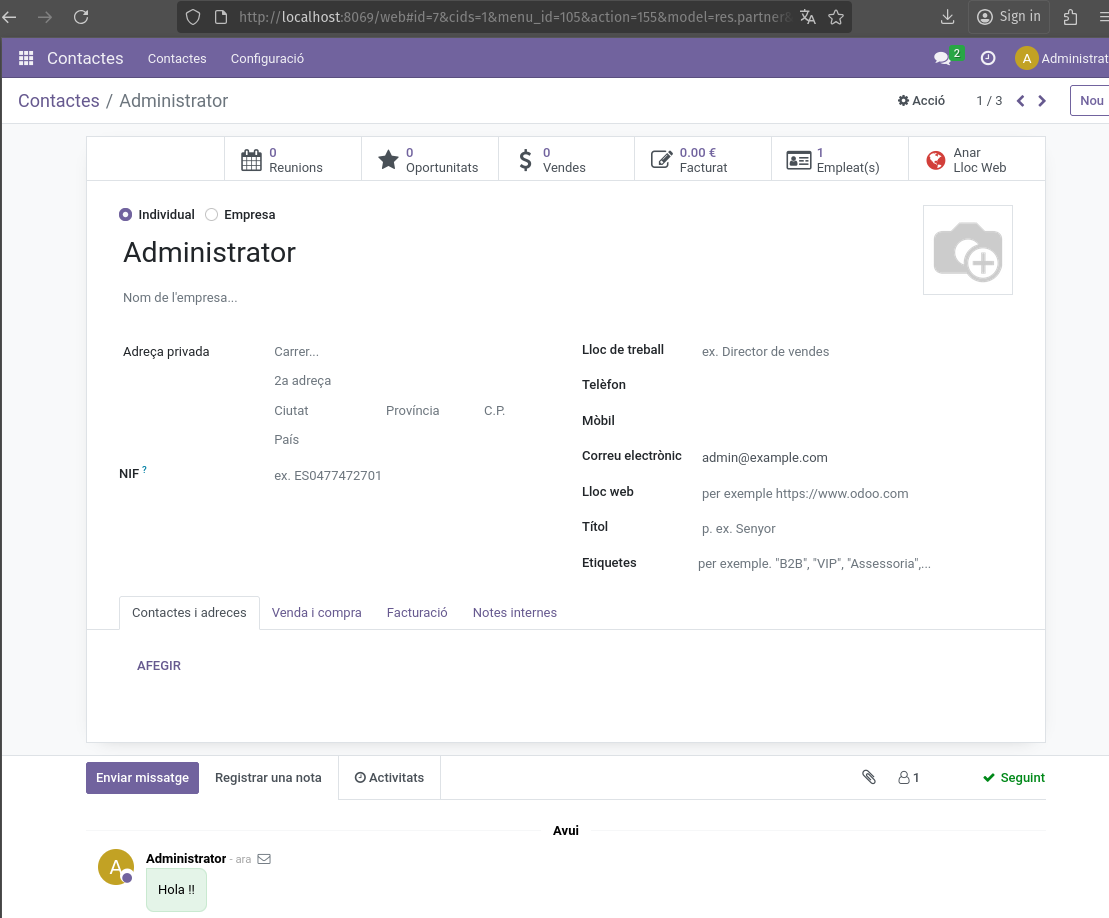 http://localhost:8069/web#id=7&cids=1&menu_id=105&action=155&model=res.partner&
Sign in
Contactes Contactes Configuració 2 A Administrat
Contactes / Administrator Acció 1 / 3 Nou
0 Reunions
0 Oportunitats
0 Vendes
0.00 € Facturat
1 Empleat(s)
Anar Lloc Web
Individual Empresa
Administrator
Nom de l'empresa...
Adreça privada Carrer...
2a adreça
Ciutat Província C.P.
País
NIF ? ex. ES0477472701
Lloc de treball ex. Director de vendes
Telèfon
Mòbil
Correu electrònic admin@example.com
Lloc web per exemple https://www.odoo.com
Títol p. ex. Senyor
Etiquetes per exemple. "B2B", "VIP", "Assessoria",...
Contactes i adreces Venda i compra Facturació Notes internes
AFEGIR
Enviar missatge Registrar una nota Activitats 1 Seguint
Avui
A Administrator - ara
Hola !!